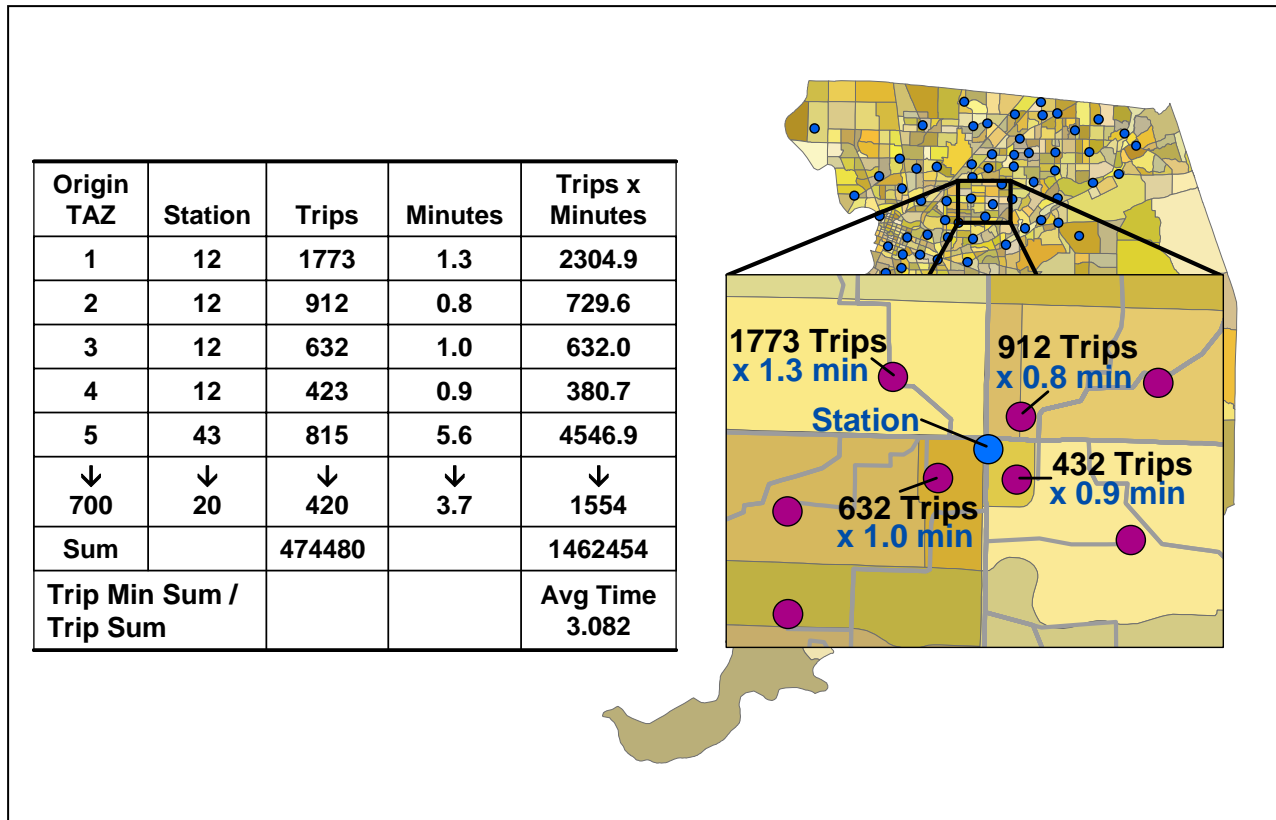 Origin TAZ Station Trips Minutes Trips x Minutes
1 12 1773 1.3 2304.9
2 12 912 0.8 729.6
3 12 632 1.0 632.0
4 12 423 0.9 380.7
5 43 815 5.6 4546.9
↓ ↓ ↓ ↓ ↓
700 20 420 3.7 1554
Sum 474480 1462454
Trip Min Sum / Trip Sum Avg Time 3.082
1773 Trips
x 1.3 min
912 Trips
x 0.8 min
Station
432 Trips
x 0.9 min
632 Trips
x 1.0 min